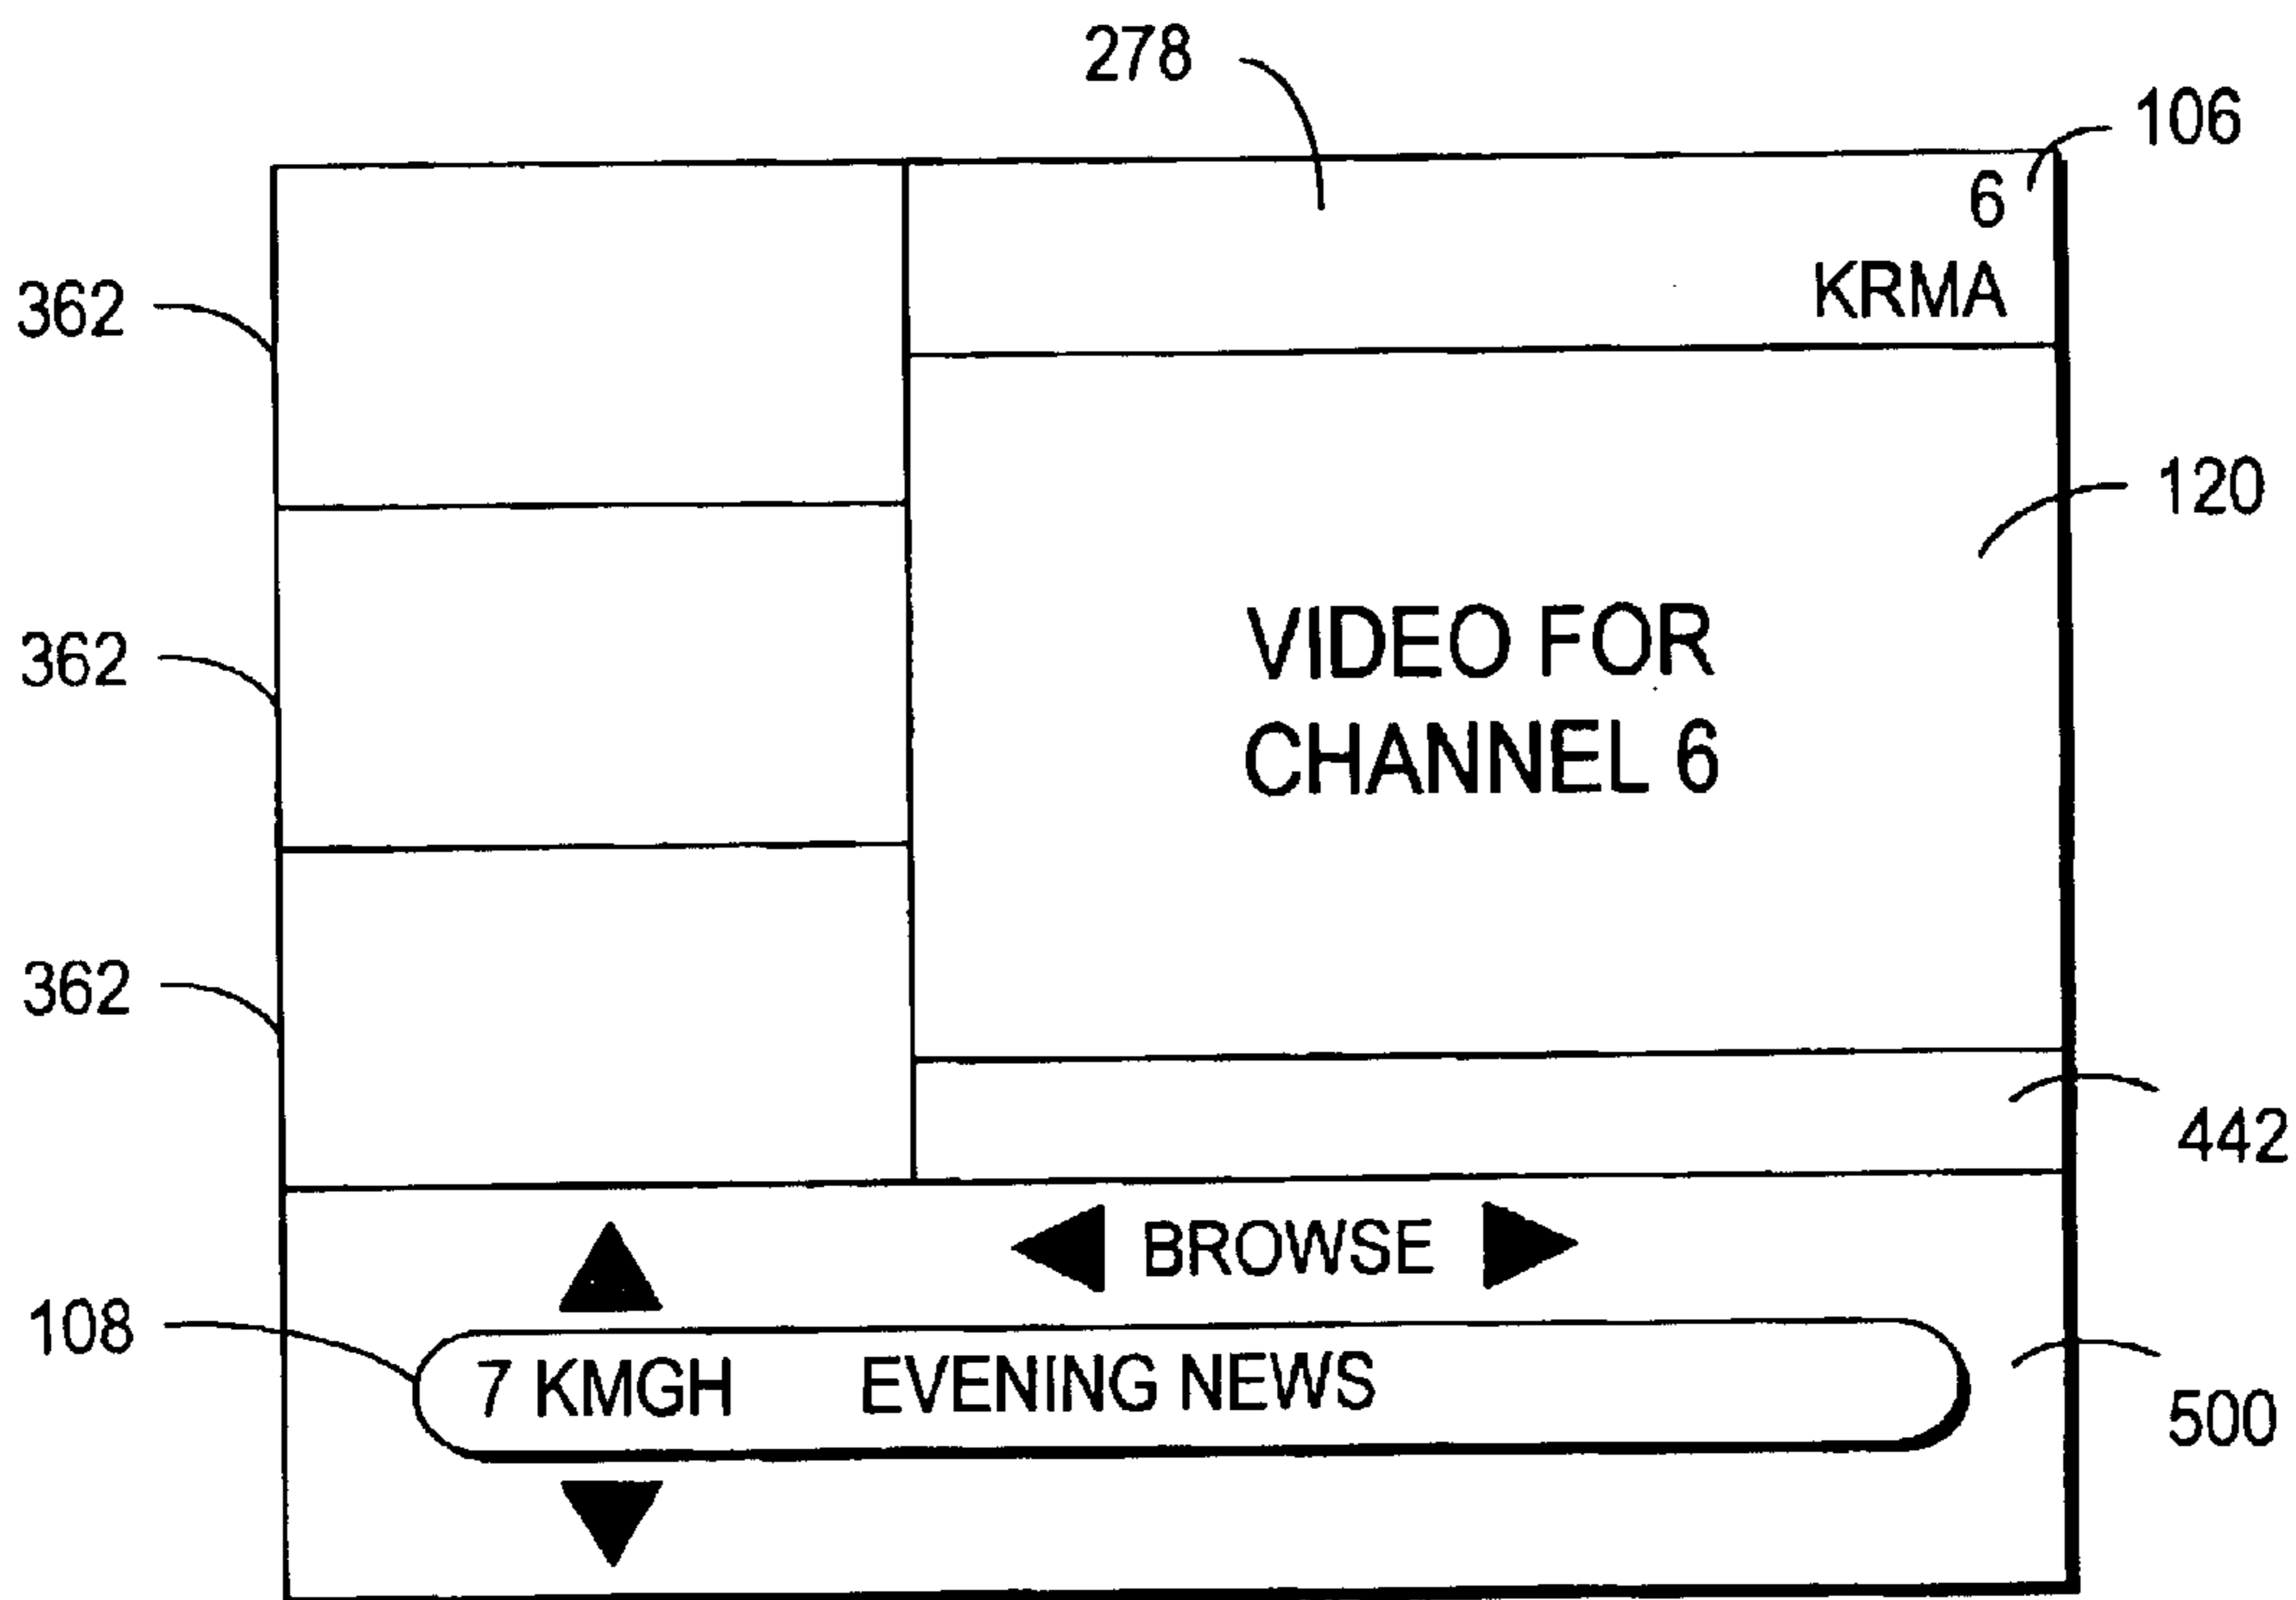 278
106
6
KRMA
362
120
VIDEO FOR
CHANNEL 6
362
362
442
BROWSE
108
7 KMGH EVENING NEWS
500